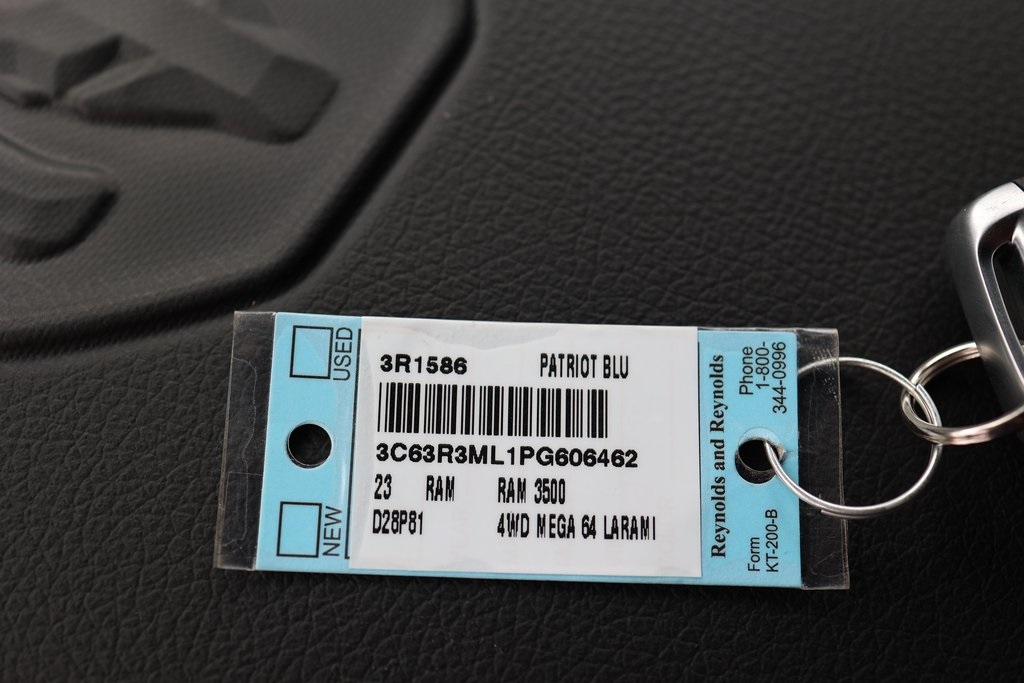 USED
NEW
3R1586 PATRIOT BLU
3C63R3ML1PG606462
23 RAM RAM 3500
D28P81 4WD MEGA 64 LARAMI
Reynolds and Reynolds
Phone
1-800-
344-0996
Form
KT-200-B